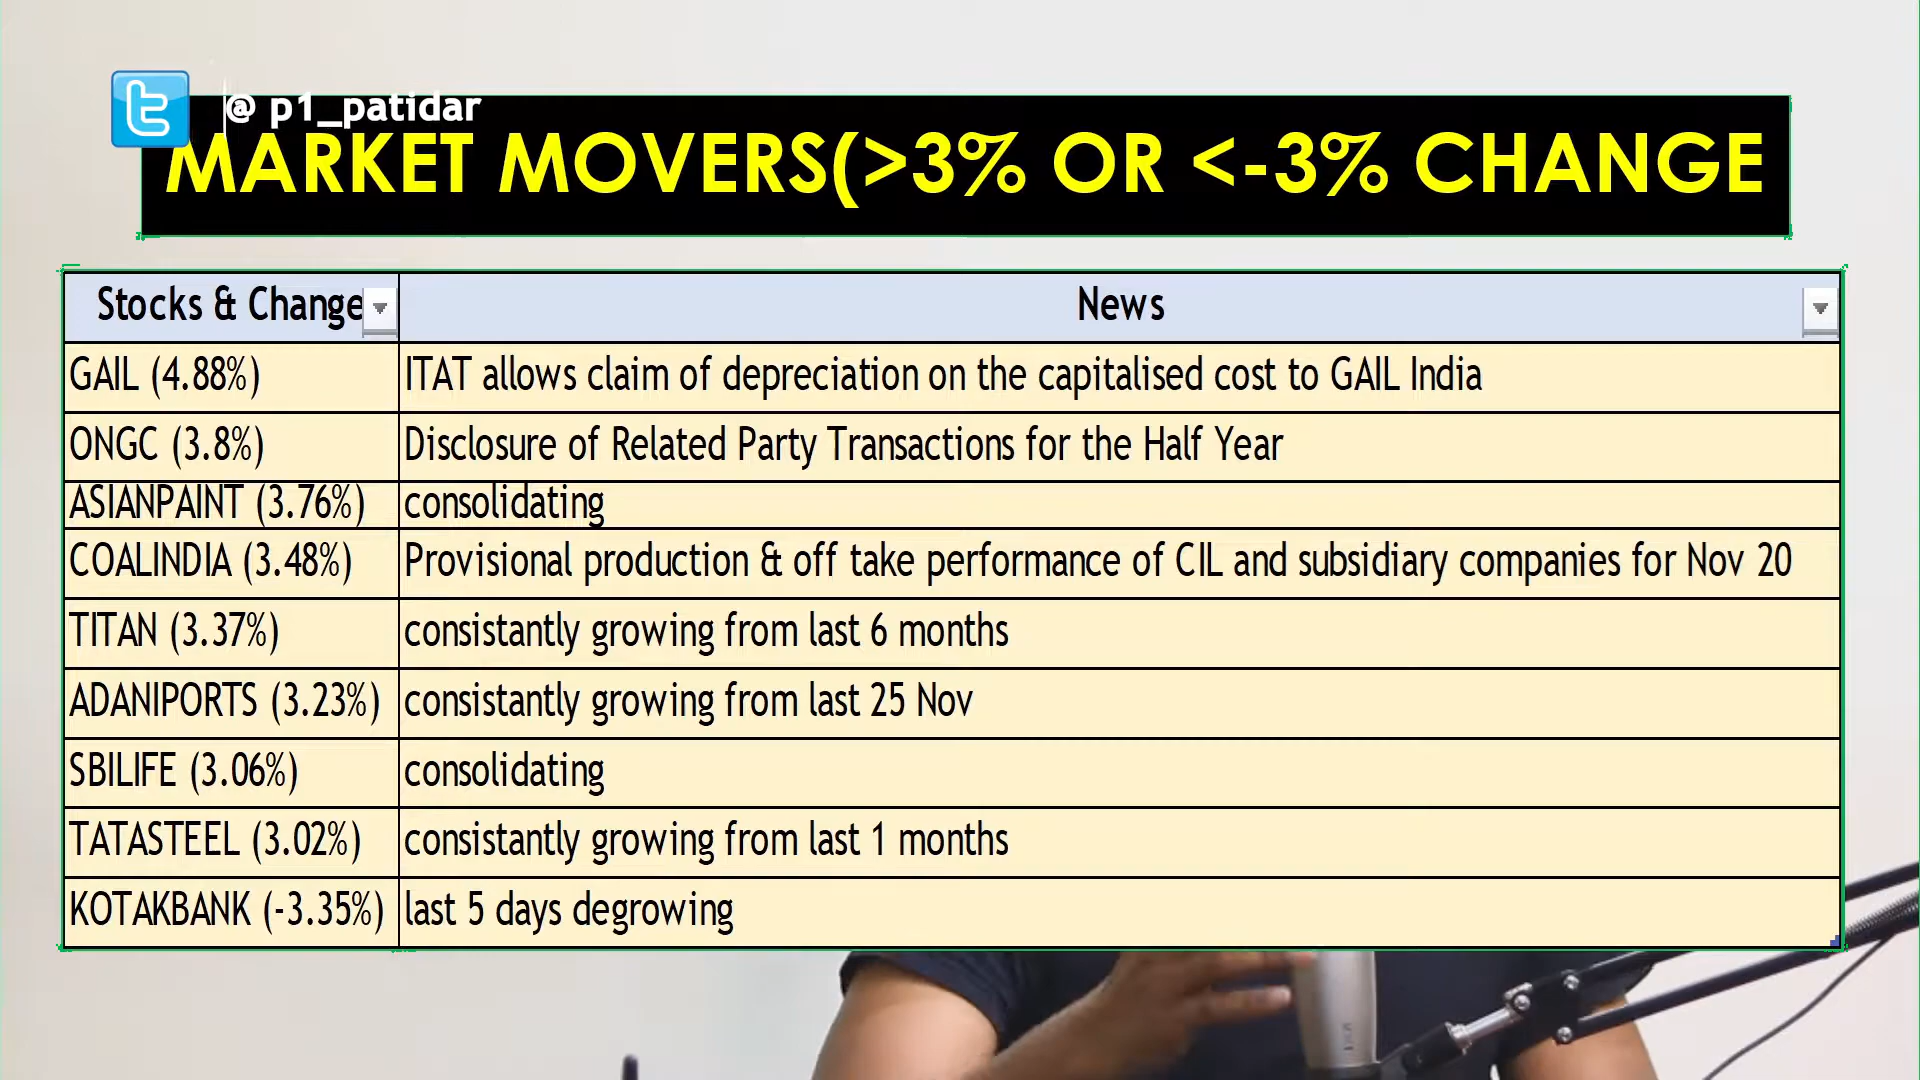 @ p1_patidar
MARKET MOVERS(>3% OR <-3% CHANGE
Stocks & Change News
GAIL (4.88%) ITAT allows claim of depreciation on the capitalised cost to GAIL India
ONGC (3.8%) Disclosure of Related Party Transactions for the Half Year
ASIANPAINT (3.76%) consolidating
COALINDIA (3.48%) Provisional production & off take performance of CIL and subsidiary companies for Nov 20
TITAN (3.37%) consistantly growing from last 6 months
ADANIPORTS (3.23%) consistantly growing from last 25 Nov
SBILIFE (3.06%) consolidating
TATASTEEL (3.02%) consistantly growing from last 1 months
KOTAKBANK (-3.35%) last 5 days degrowing